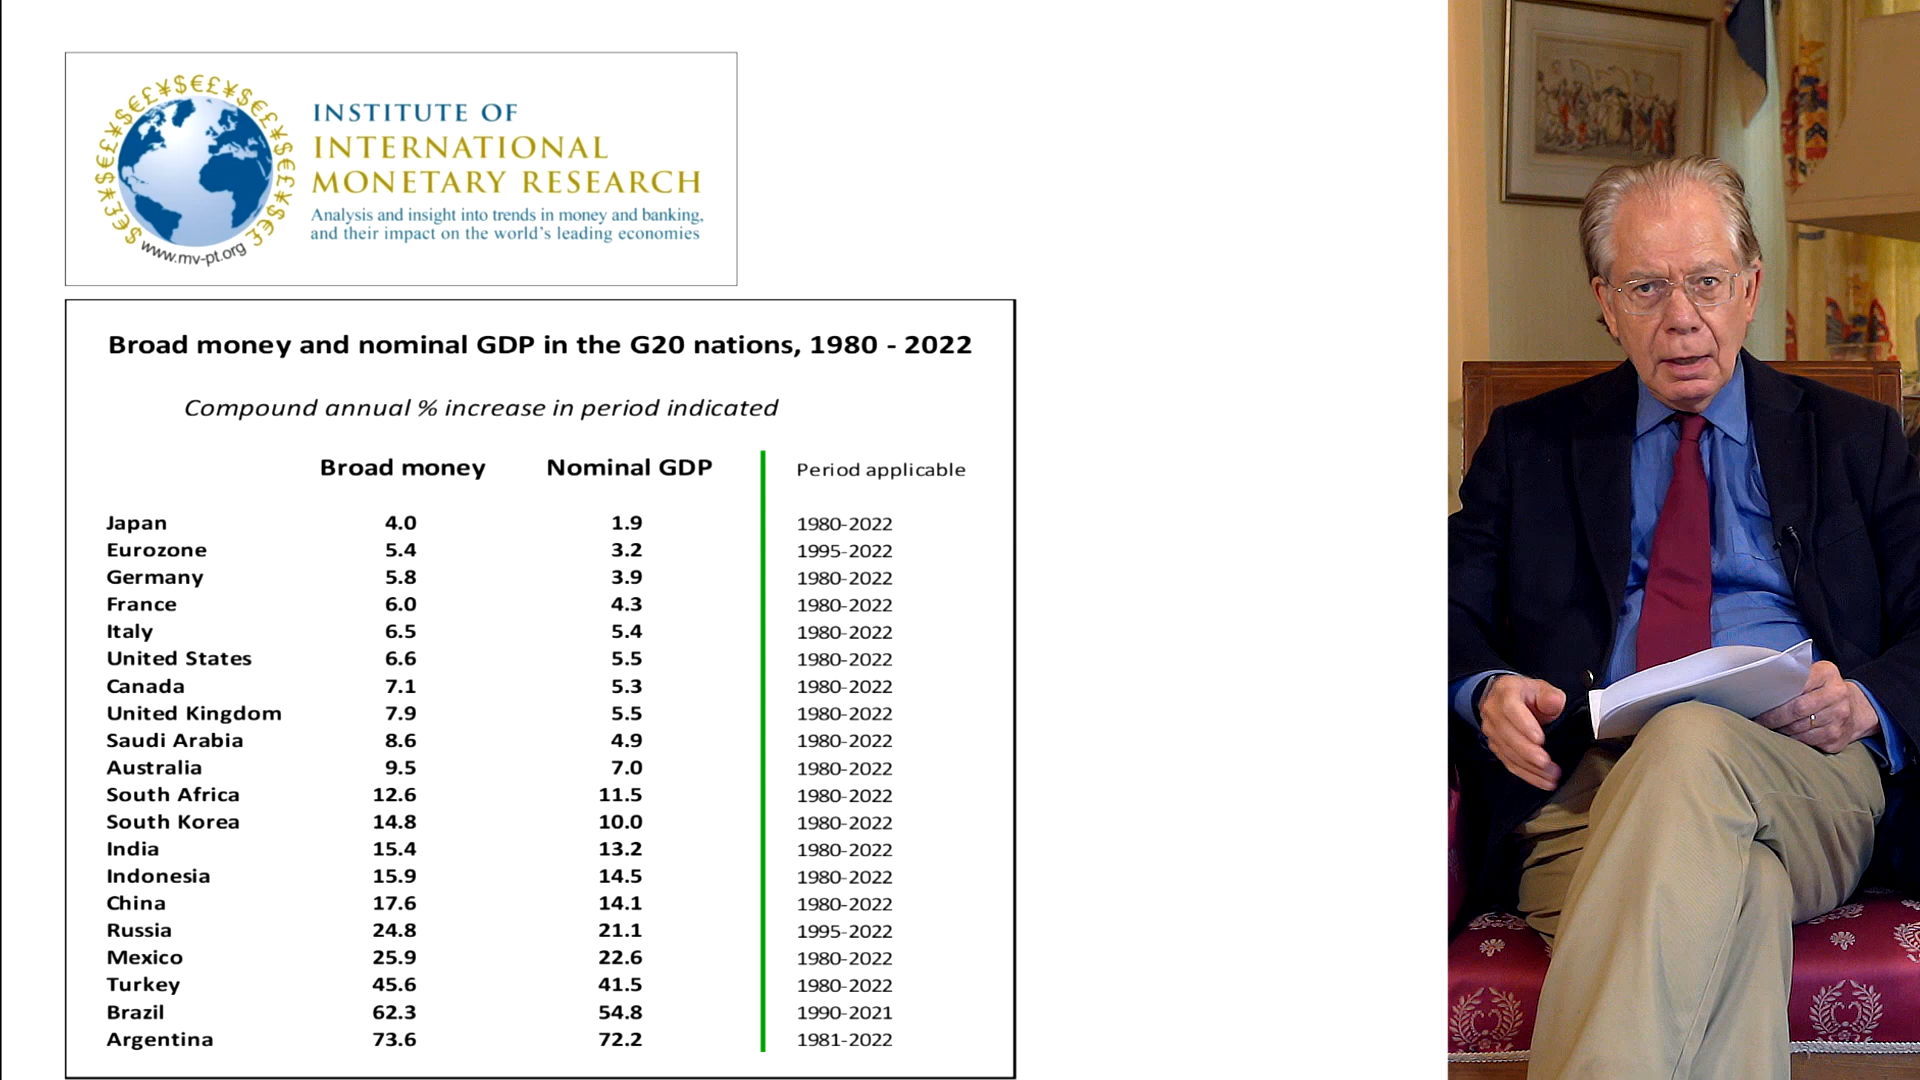 $€£¥$€£¥$€£¥$€£¥$€£¥$€£
INSTITUTE OF
INTERNATIONAL
MONETARY RESEARCH
Analysis and insight into trends in money and banking,
and their impact on the world's leading economies
www.mv-pt.org
Broad money and nominal GDP in the G20 nations, 1980 - 2022
Compound annual % increase in period indicated
Broad money Nominal GDP Period applicable
Japan 4.0 1.9 1980-2022
Eurozone 5.4 3.2 1995-2022
Germany 5.8 3.9 1980-2022
France 6.0 4.3 1980-2022
Italy 6.5 5.4 1980-2022
United States 6.6 5.5 1980-2022
Canada 7.1 5.3 1980-2022
United Kingdom 7.9 5.5 1980-2022
Saudi Arabia 8.6 4.9 1980-2022
Australia 9.5 7.0 1980-2022
South Africa 12.6 11.5 1980-2022
South Korea 14.8 10.0 1980-2022
India 15.4 13.2 1980-2022
Indonesia 15.9 14.5 1980-2022
China 17.6 14.1 1980-2022
Russia 24.8 21.1 1995-2022
Mexico 25.9 22.6 1980-2022
Turkey 45.6 41.5 1980-2022
Brazil 62.3 54.8 1990-2021
Argentina 73.6 72.2 1981-2022